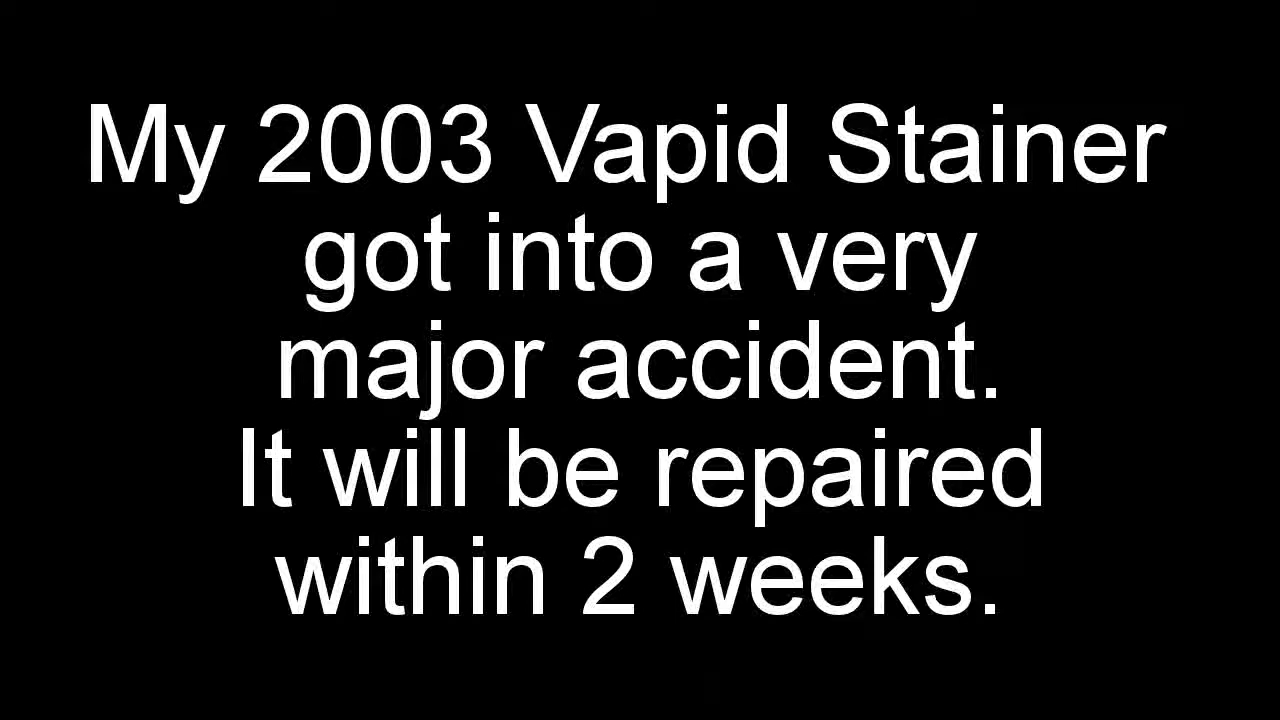 My 2003 Vapid Stainer
got into a very
major accident.
It will be repaired
within 2 weeks.